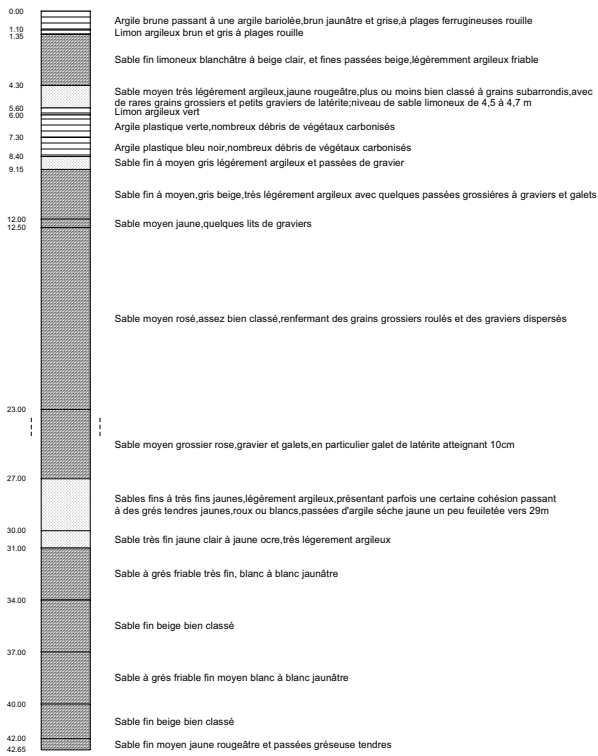 0.00
Argile brune passant à une argile bariolée,brun jaunâtre et grise,à plages ferrugineuses rouille
1.10
Limon argileux brun et gris à plages rouille
1.35
Sable fin limoneux blanchâtre à beige clair, et fines passées beige,légéremment argileux friable
4.30
Sable moyen très légérement argileux,jaune rougeâtre,plus ou moins bien classé à grains subarrondis,avec
de rares grains grossiers et petits graviers de latérite;niveau de sable limoneux de 4,5 à 4,7 m
5.60
Limon argileux vert
6.00
Argile plastique verte,nombreux débris de végétaux carbonisés
7.30
Argile plastique bleu noir,nombreux débris de végétaux carbonisés
8.40
Sable fin à moyen gris légérement argileux et passées de gravier
9.15
Sable fin à moyen,gris beige,très légérement argileux avec quelques passées grossiéres à graviers et galets
12.00
Sable moyen jaune,quelques lits de graviers
12.50
Sable moyen rosé,assez bien classé,renfermant des grains grossiers roulés et des graviers dispersés
23.00
Sable moyen grossier rose,gravier et galets,en particulier galet de latérite atteignant 10cm
27.00
Sables fins à très fins jaunes,légérement argileux,présentant parfois une certaine cohésion passant
à des grés tendres jaunes,roux ou blancs,passées d'argile séche jaune un peu feuiletée vers 29m
30.00
Sable très fin jaune clair à jaune ocre,très légerement argileux
31.00
Sable à grés friable très fin, blanc à blanc jaunâtre
34.00
Sable fin beige bien classé
37.00
Sable à grés friable fin moyen blanc à blanc jaunâtre
40.00
Sable fin beige bien classé
42.00
Sable fin moyen jaune rougeâtre et passées gréseuse tendres
42.65